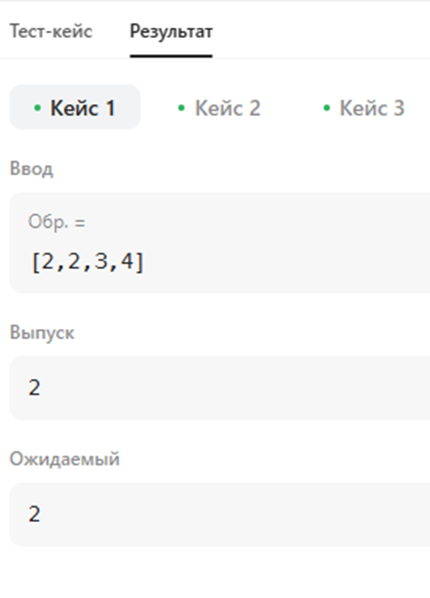 Тест-кейс Результат
Кейс 1 Кейс 2 Кейс 3
Ввод
Обр. =
[2,2,3,4]
Выпуск
2
Ожидаемый
2